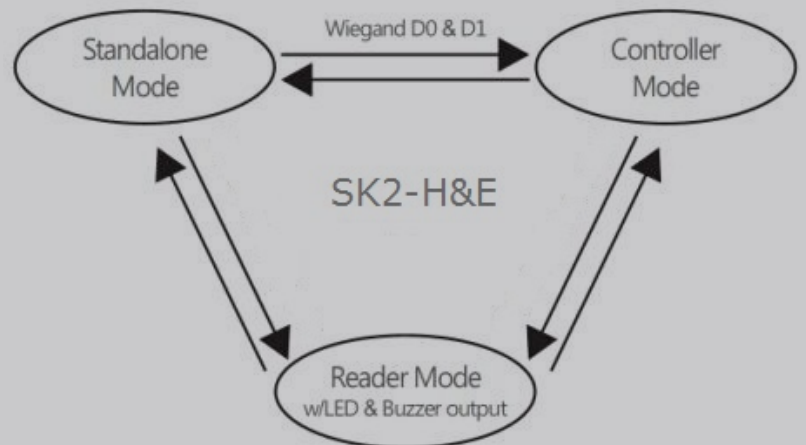 Wiegand D0 & D1
Standalone
Mode
Controller
Mode
SK2-H&E
Reader Mode
w/LED & Buzzer output